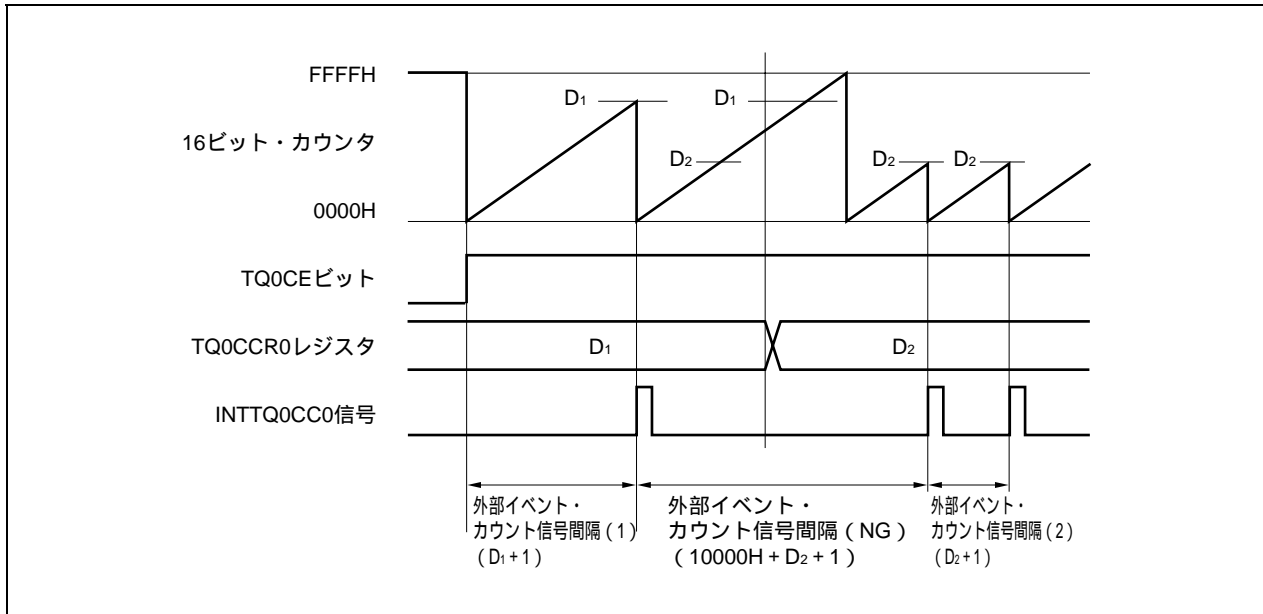 FFFFH
D1
D1
16ビット・カウンタ
D2
D2
D2
0000H
TQ0CEビット
TQ0CCR0レジスタ
D1
D2
INTTQ0CC0信号
外部イベント・
カウント信号間隔（1）
（D1+1）
外部イベント・
カウント信号間隔（NG）
（10000H+D2+1）
外部イベント・
カウント信号間隔（2）
（D2+1）